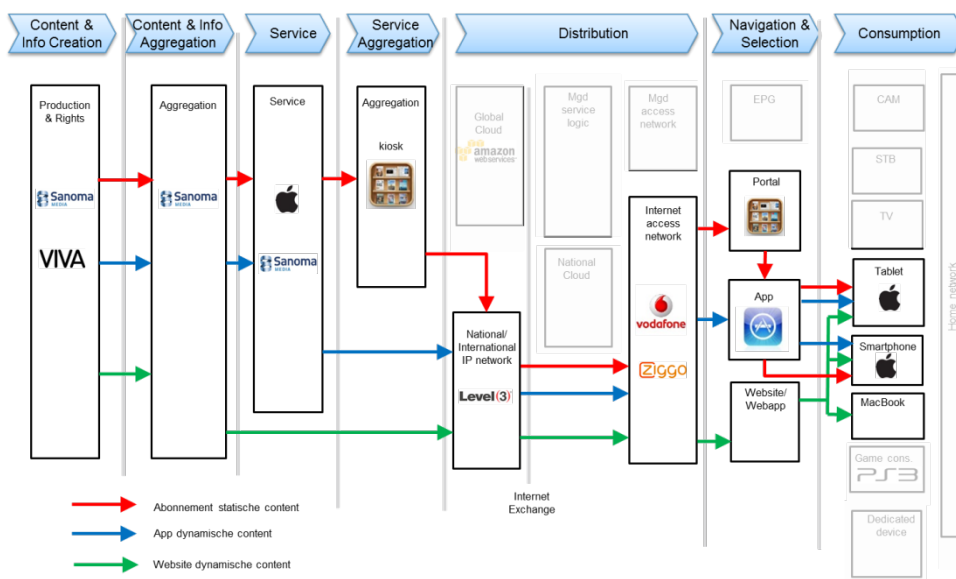 Content &
Info Creation
Content & Info
Aggregation
Service
Service
Aggregation
Distribution
Navigation &
Selection
Consumption
Production
& Rights
Sanoma
MEDIA
VIVA
Aggregation
Sanoma
MEDIA
Service
Sanoma
MEDIA
Aggregation
kiosk
Global
Cloud
amazon
webservices
National/
International
IP network
Level(3)
Mgd
service
logic
National
Cloud
Internet
Exchange
Mgd
access
network
Internet
access
network
vodafone
ziggo
EPG
Portal
App
Website/
Webapp
CAM
STB
TV
Tablet
Smartphone
MacBook
Game cons.
PS3
Dedicated
device
Home network
Abonnement statische content
App dynamische content
Website dynamische content